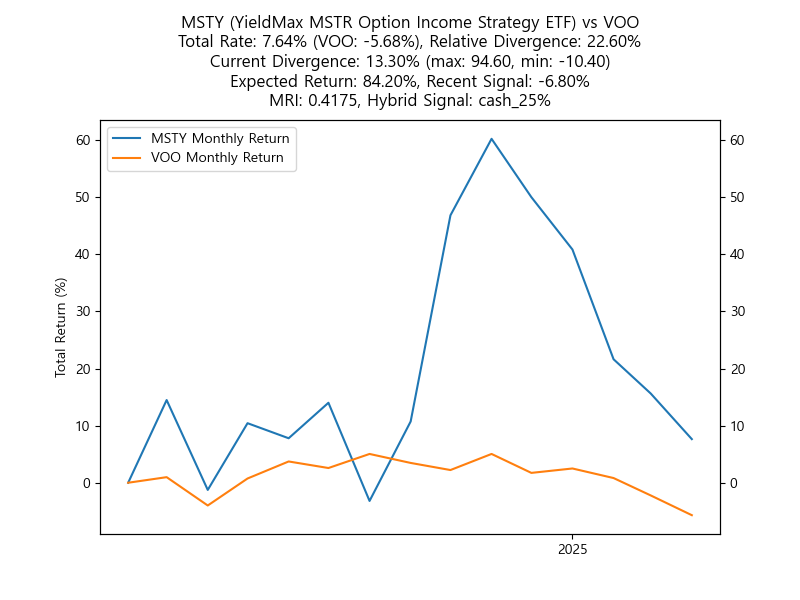 MSTY (YieldMax MSTR Option Income Strategy ETF) vs VOO
Total Rate: 7.64% (VOO: -5.68%), Relative Divergence: 22.60%
Current Divergence: 13.30% (max: 94.60, min: -10.40)
Expected Return: 84.20%, Recent Signal: -6.80%
MRI: 0.4175, Hybrid Signal: cash_25%
MSTY Monthly Return
VOO Monthly Return
Total Return (%)
60
50
40
30
20
10
0
60
50
40
30
20
10
0
2025